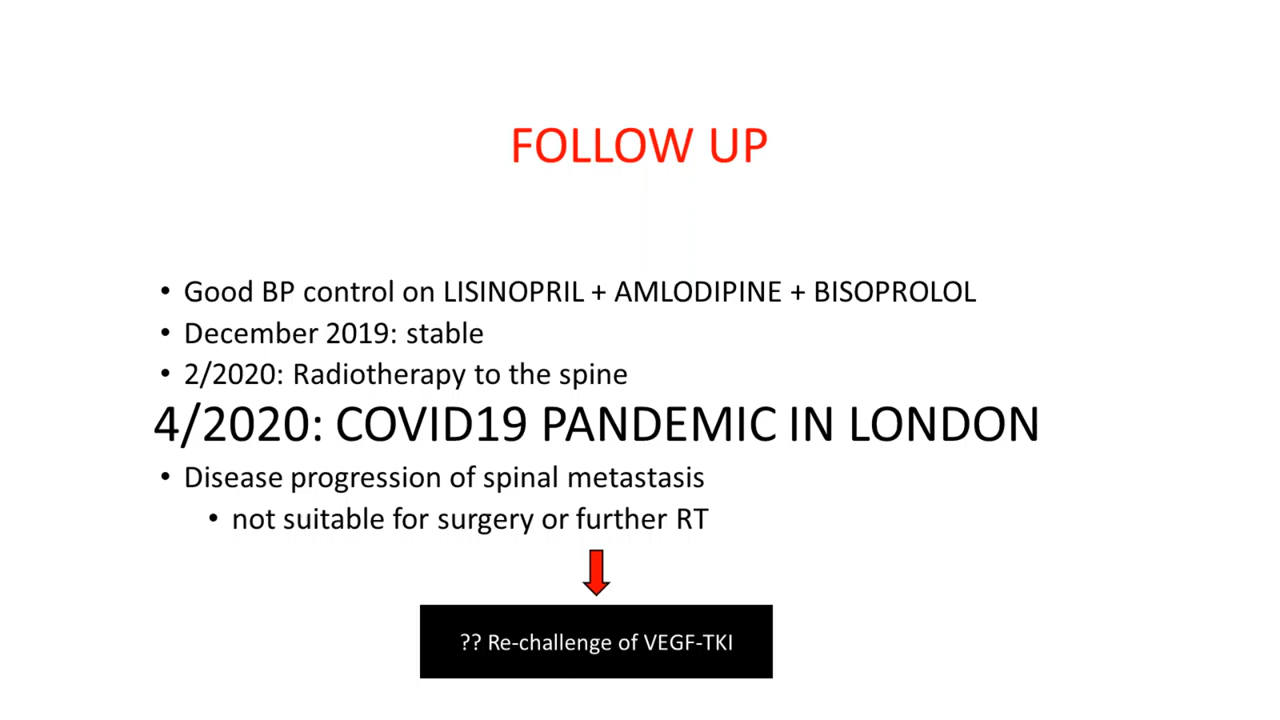 FOLLOW UP
• Good BP control on LISINOPRIL + AMLODIPINE + BISOPROLOL
• December 2019: stable
• 2/2020: Radiotherapy to the spine
4/2020: COVID19 PANDEMIC IN LONDON
• Disease progression of spinal metastasis
• not suitable for surgery or further RT
?? Re-challenge of VEGF-TKI